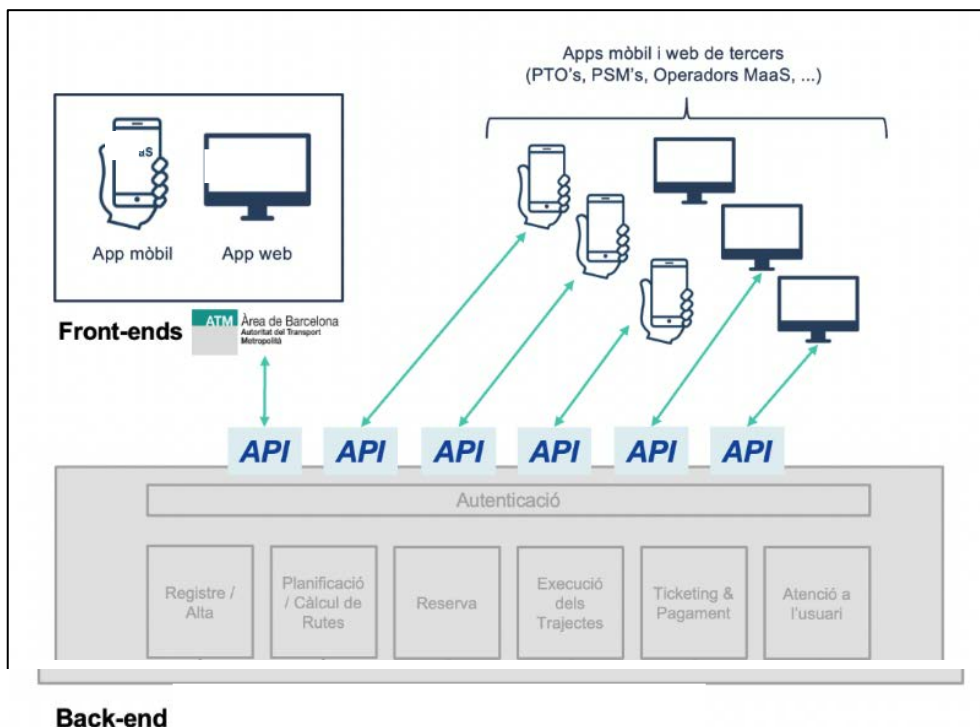 Apps mòbil i web de tercers
(PTO's, PSM's, Operadors MaaS, ...)
aS
App mòbil
App web
Front-ends
ATM Àrea de Barcelona
Autoritat del Transport
Metropolità
API
API
API
API
API
API
Autenticació
Registre /
Alta
Planificació
/ Càlcul de
Rutes
Reserva
Execució
dels
Trajectes
Ticketing &
Pagament
Atenció a
l'usuari
Back-end